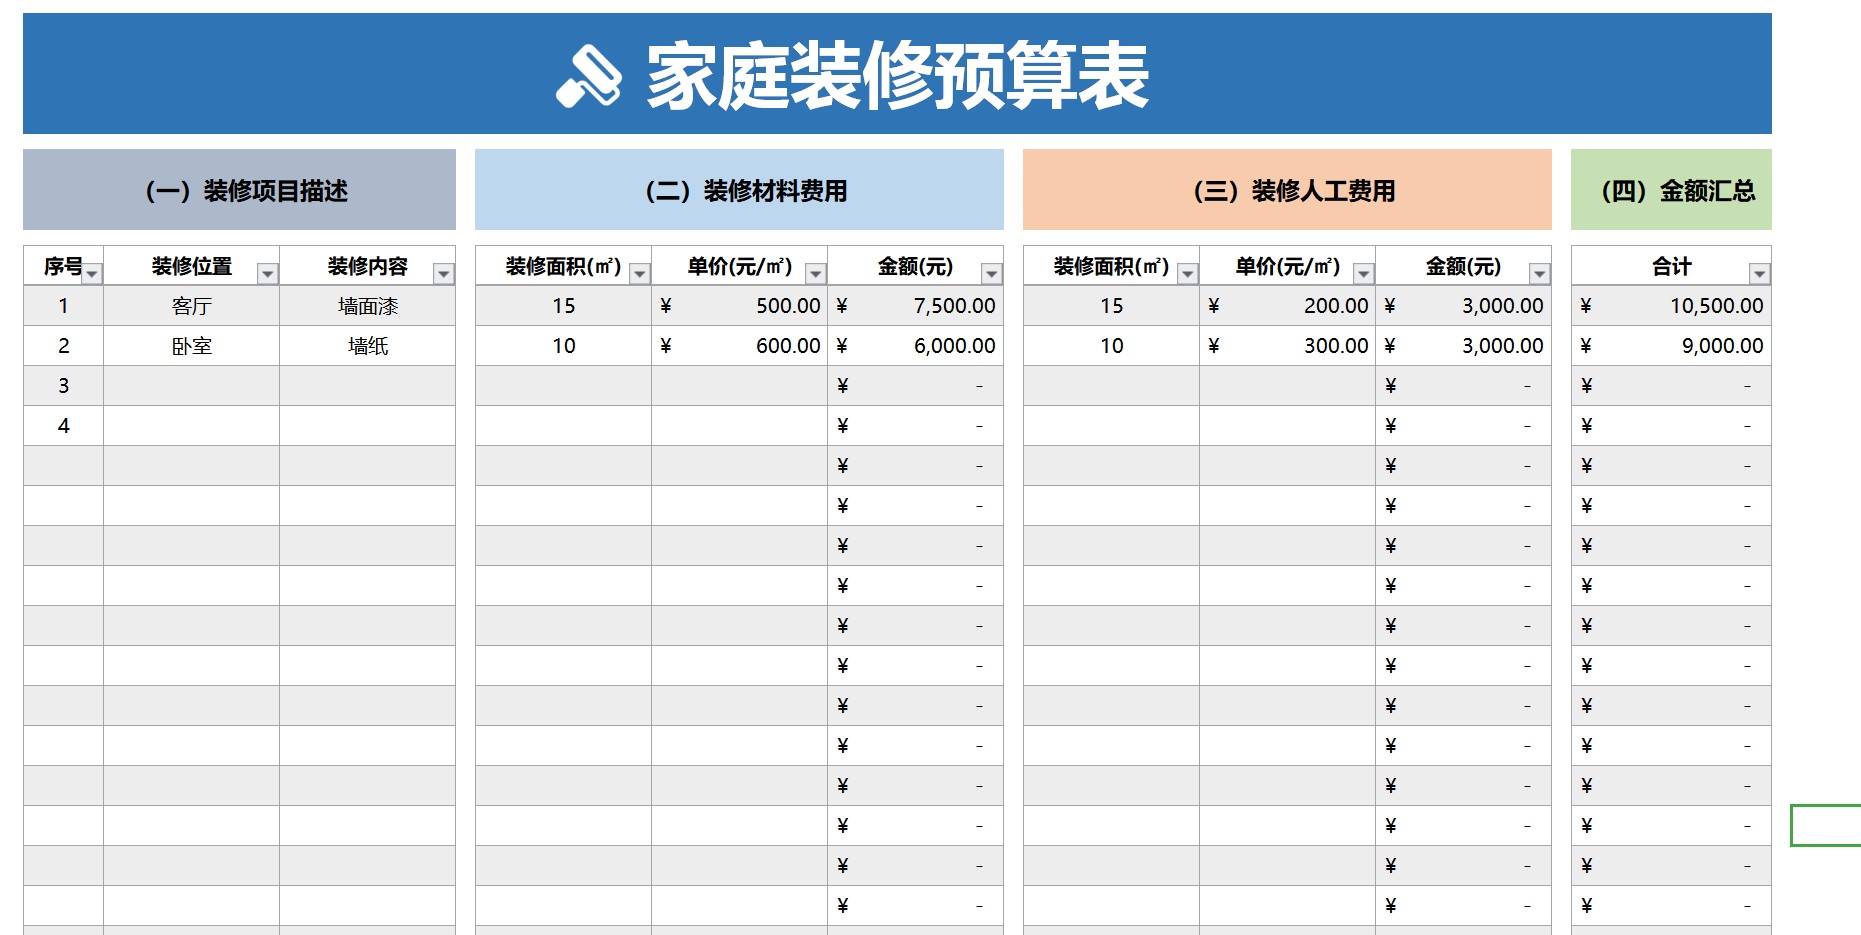 家庭装修预算表
（一）装修项目描述 （二）装修材料费用 （三）装修人工费用 （四）金额汇总
序号 装修位置 装修内容 装修面积(㎡) 单价(元/㎡) 金额(元) 装修面积(㎡) 单价(元/㎡) 金额(元) 合计
1 客厅 墙面漆 15 ¥ 500.00 ¥ 7,500.00 15 ¥ 200.00 ¥ 3,000.00 ¥ 10,500.00
2 卧室 墙纸 10 ¥ 600.00 ¥ 6,000.00 10 ¥ 300.00 ¥ 3,000.00 ¥ 9,000.00
3 ¥ - ¥ - ¥ -
4 ¥ - ¥ - ¥ -
¥ - ¥ - ¥ -
¥ - ¥ - ¥ -
¥ - ¥ - ¥ -
¥ - ¥ - ¥ -
¥ - ¥ - ¥ -
¥ - ¥ - ¥ -
¥ - ¥ - ¥ -
¥ - ¥ - ¥ -
¥ - ¥ - ¥ -
¥ - ¥ - ¥ -
¥ - ¥ - ¥ -
¥ - ¥ - ¥ -